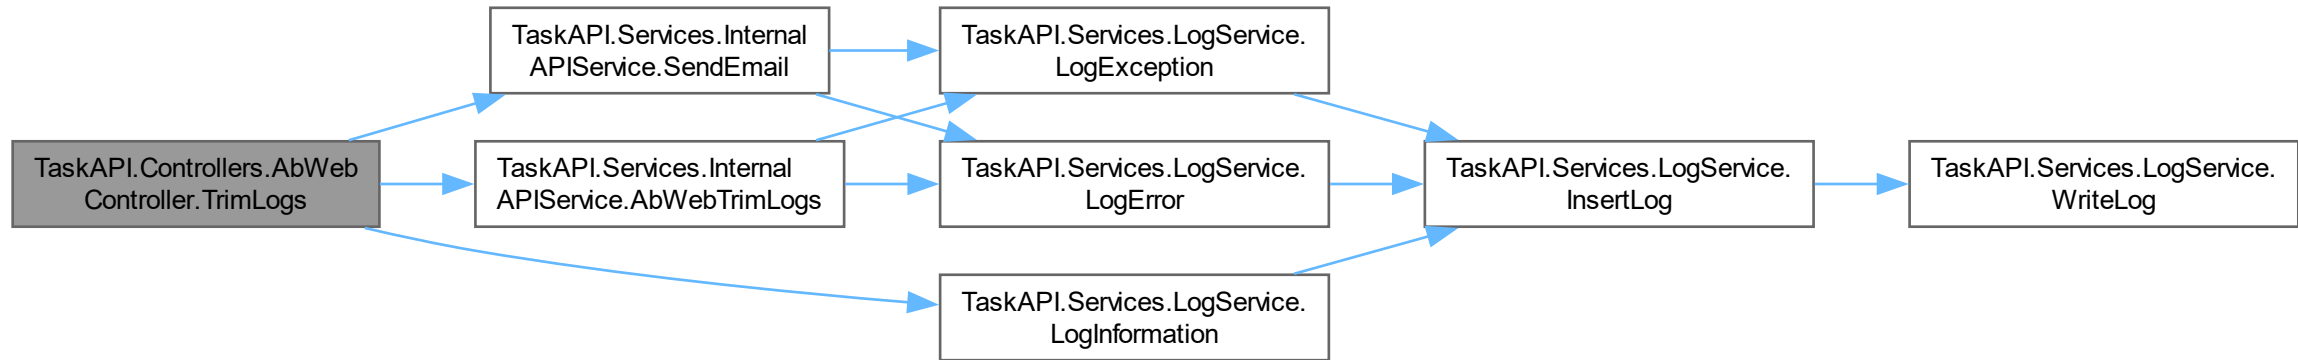 TaskAPI.Controllers.AbWeb
Controller.TrimLogs
TaskAPI.Services.Internal
APIService.SendEmail
TaskAPI.Services.Internal
APIService.AbWebTrimLogs
TaskAPI.Services.LogService.
LogException
TaskAPI.Services.LogService.
LogError
TaskAPI.Services.LogService.
LogInformation
TaskAPI.Services.LogService.
InsertLog
TaskAPI.Services.LogService.
WriteLog